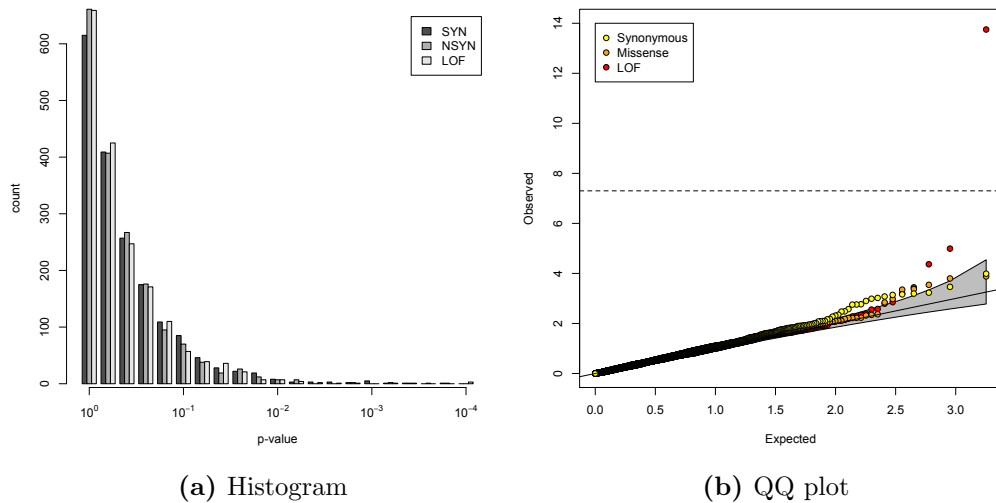 600
500
400
300
200
100
0
count
10⁰
10⁻¹
10⁻²
10⁻³
10⁻⁴
p-value
SYN
NSYN
LOF
(a) Histogram
14
12
10
8
6
4
2
0
Observed
0.0
0.5
1.0
1.5
2.0
2.5
3.0
Expected
Synonymous
Missense
LOF
(b) QQ plot